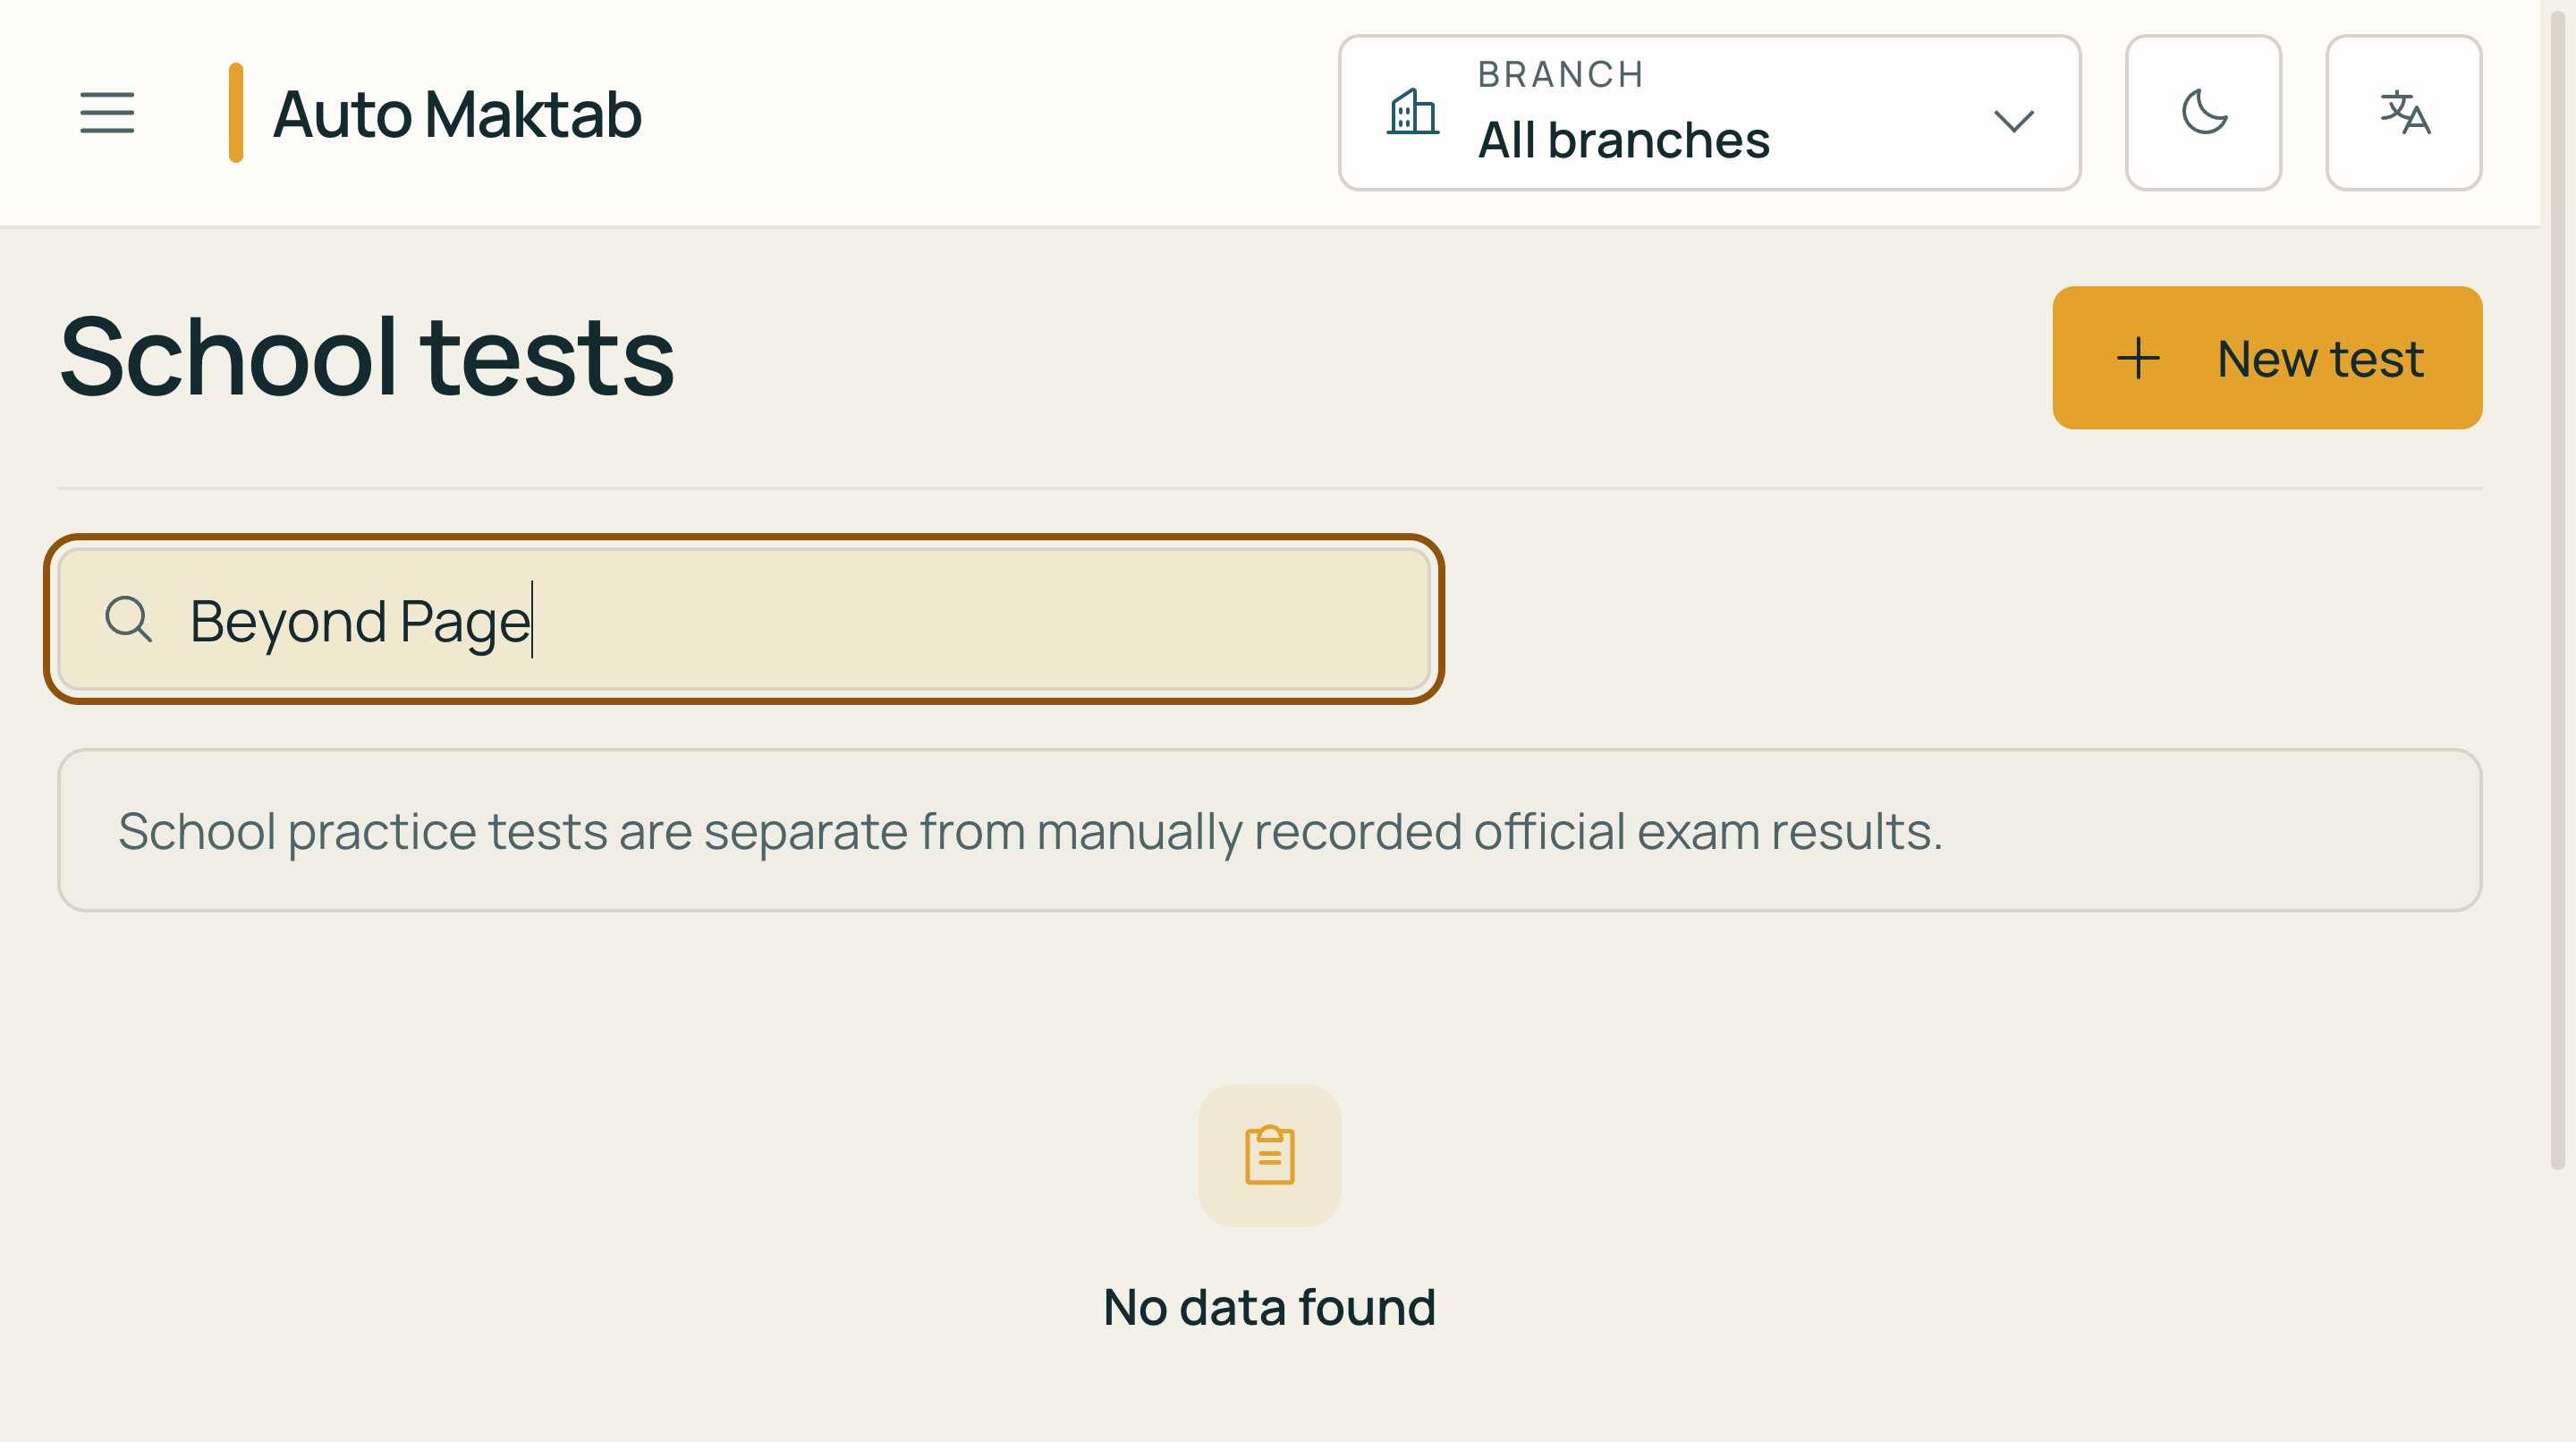 Auto Maktab
BRANCH
All branches
School tests
New test
Beyond Page
School practice tests are separate from manually recorded official exam results.
No data found